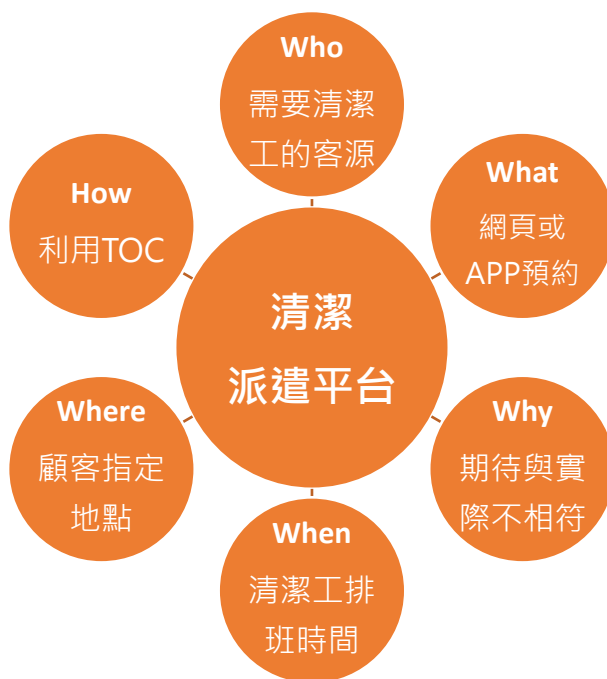 Who
需要清潔
工的客源
What
網頁或
APP預約
Why
期待與實
際不相符
When
清潔工排
班時間
Where
顧客指定
地點
How
利用TOC
清潔
派遣平台